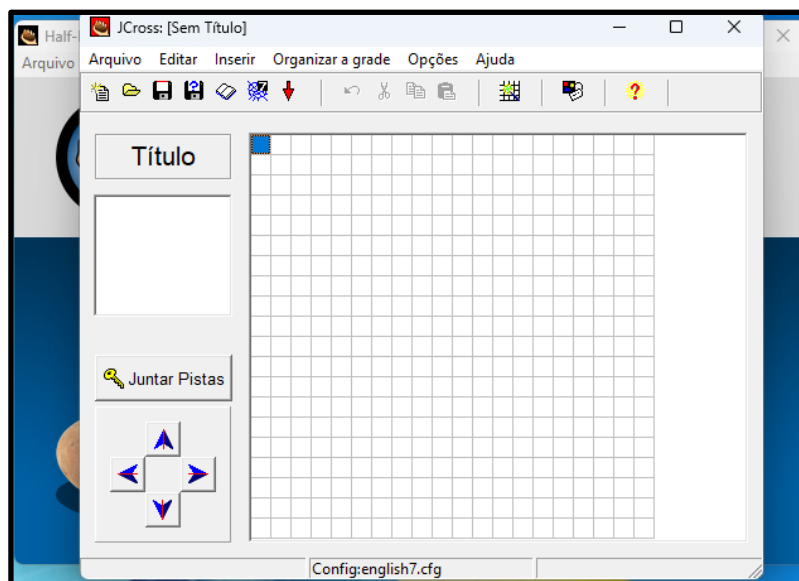 Half-
JCross: [Sem Título]
Arquivo
Arquivo Editar Inserir Organizar a grade Opções Ajuda
Título
Juntar Pistas
Config:english7.cfg